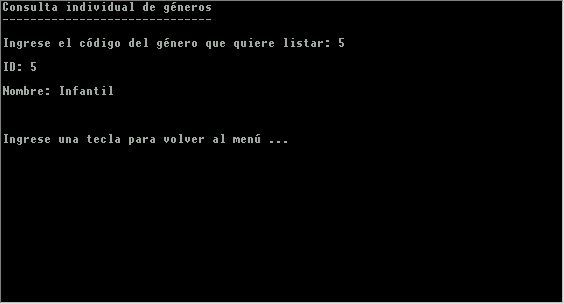 Consulta individual de géneros
------------------------------
Ingrese el código del género que quiere listar: 5
ID: 5
Nombre: Infantil
Ingrese una tecla para volver al menú ...